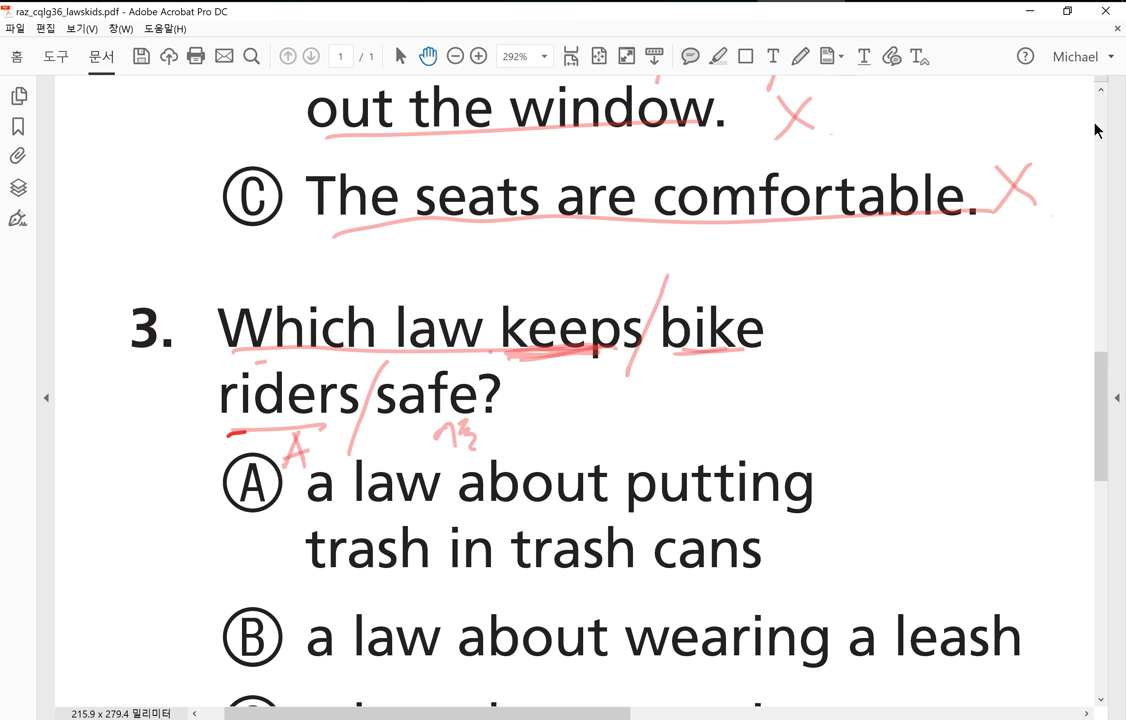 raz_cqlg36_lawskids.pdf - Adobe Acrobat Pro DC
파일 편집 보기(V) 창(W) 도움말(H)
홈 도구 문서 1 / 1 292% Michael
out the window. X
Ⓒ The seats are comfortable. X
3. Which law keeps / bike
riders / safe?
A
Ⓐ a law about putting
trash in trash cans
Ⓑ a law about wearing a leash
215.9 x 279.4 밀리미터